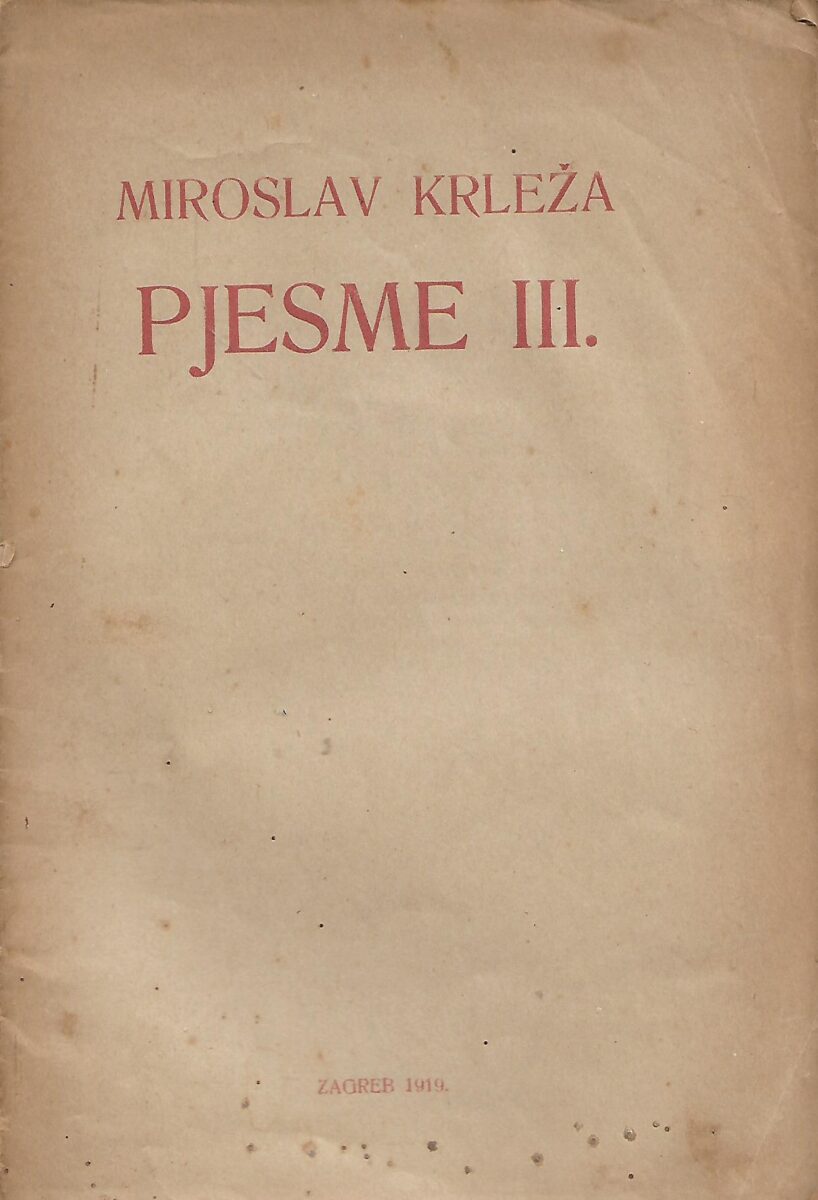 MIROSLAV KRLEŽA
PJESME III.
ZAGREB 1919.